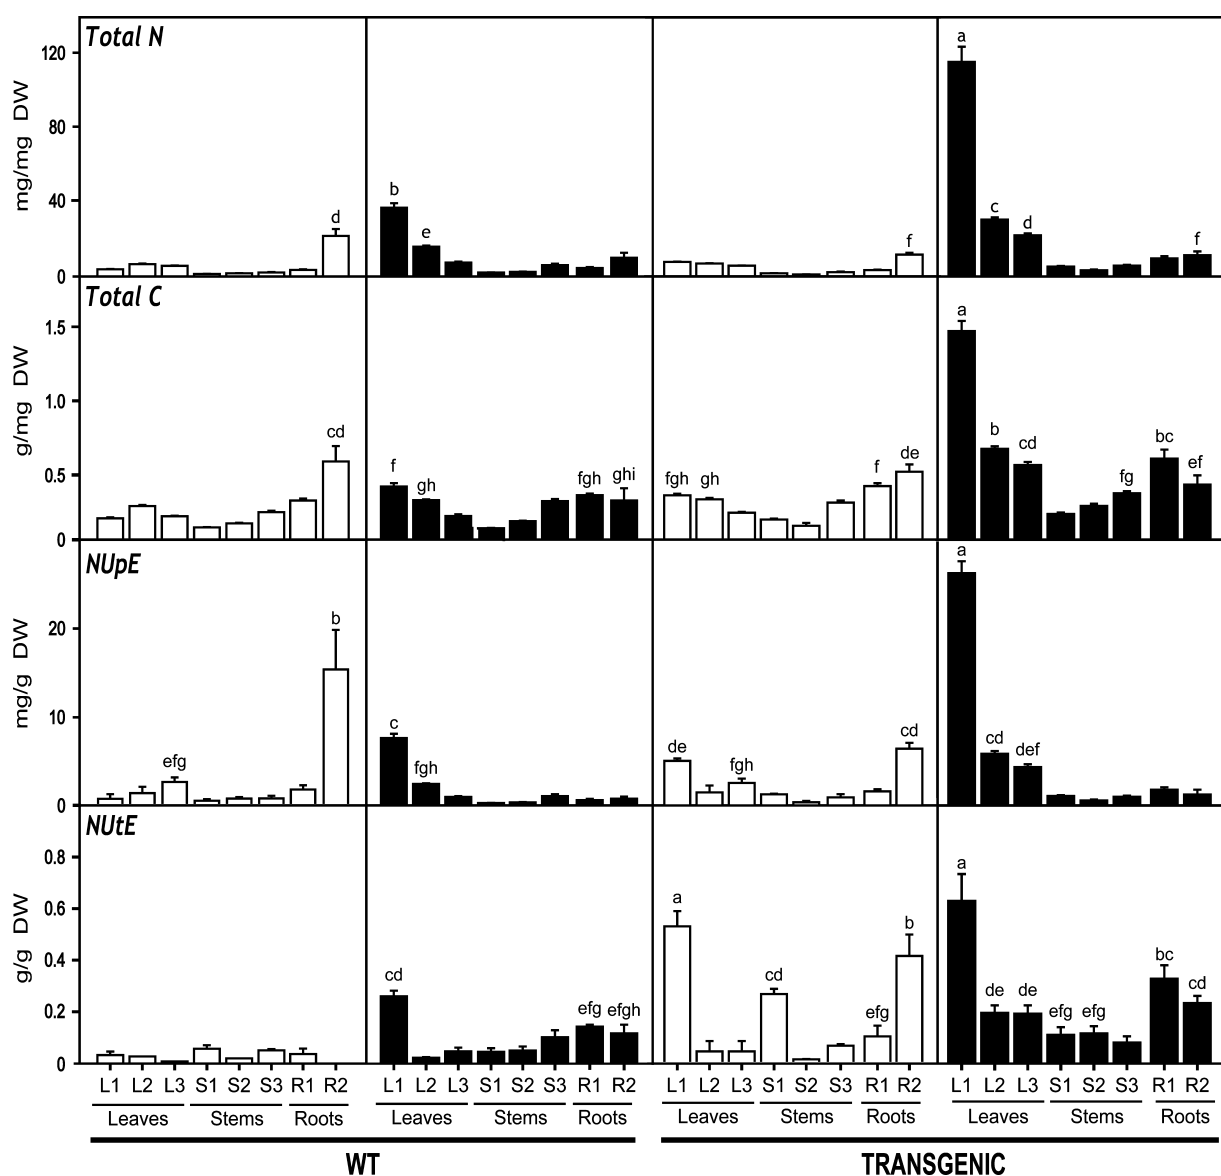 Total N
mg/mg DW
120
80
40
0
d
b
e
f
a
c
d
f
Total C
g/mg DW
1.5
1.0
0.5
0
cd
f
gh
fgh
ghi
fgh
gh
f
de
a
b
cd
fg
bc
ef
NUpE
mg/g DW
20
10
0
efg
b
c
fgh
de
fgh
cd
a
cd
def
NUtE
g/g DW
0.8
0.6
0.4
0.2
0
cd
efg
efgh
a
cd
efg
b
a
de
de
efg
efg
bc
cd
L1 L2 L3 S1 S2 S3 R1 R2 L1 L2 L3 S1 S2 S3 R1 R2 L1 L2 L3 S1 S2 S3 R1 R2 L1 L2 L3 S1 S2 S3 R1 R2
Leaves Stems Roots Leaves Stems Roots Leaves Stems Roots Leaves Stems Roots
WT TRANSGENIC